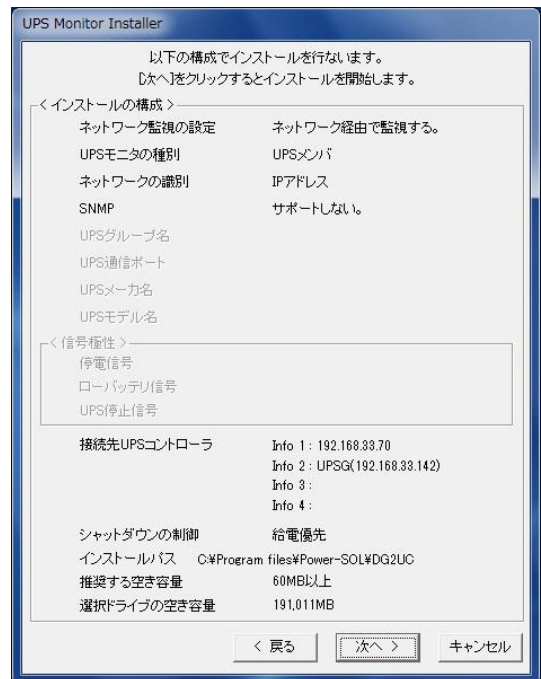 UPS Monitor Installer
以下の構成でインストールを行ないます。
[次へ]をクリックするとインストールを開始します。
<インストールの構成>
ネットワーク監視の設定 ネットワーク経由で監視する。
UPSモニタの種別 UPSメンバ
ネットワークの識別 IPアドレス
SNMP サポートしない。
UPSグループ名
UPS通信ポート
UPSメーカ名
UPSモデル名
<信号極性>
停電信号
ローバッテリ信号
UPS停止信号
接続先UPSコントローラ Info 1 : 192.168.33.70
Info 2 : UPSG(192.168.33.142)
Info 3 :
Info 4 :
シャットダウンの制御 給電優先
インストールパス C:¥Program files¥Power-SOL¥DG2UC
推奨する空き容量 60MB以上
選択ドライブの空き容量 191,011MB
< 戻る 次へ > キャンセル